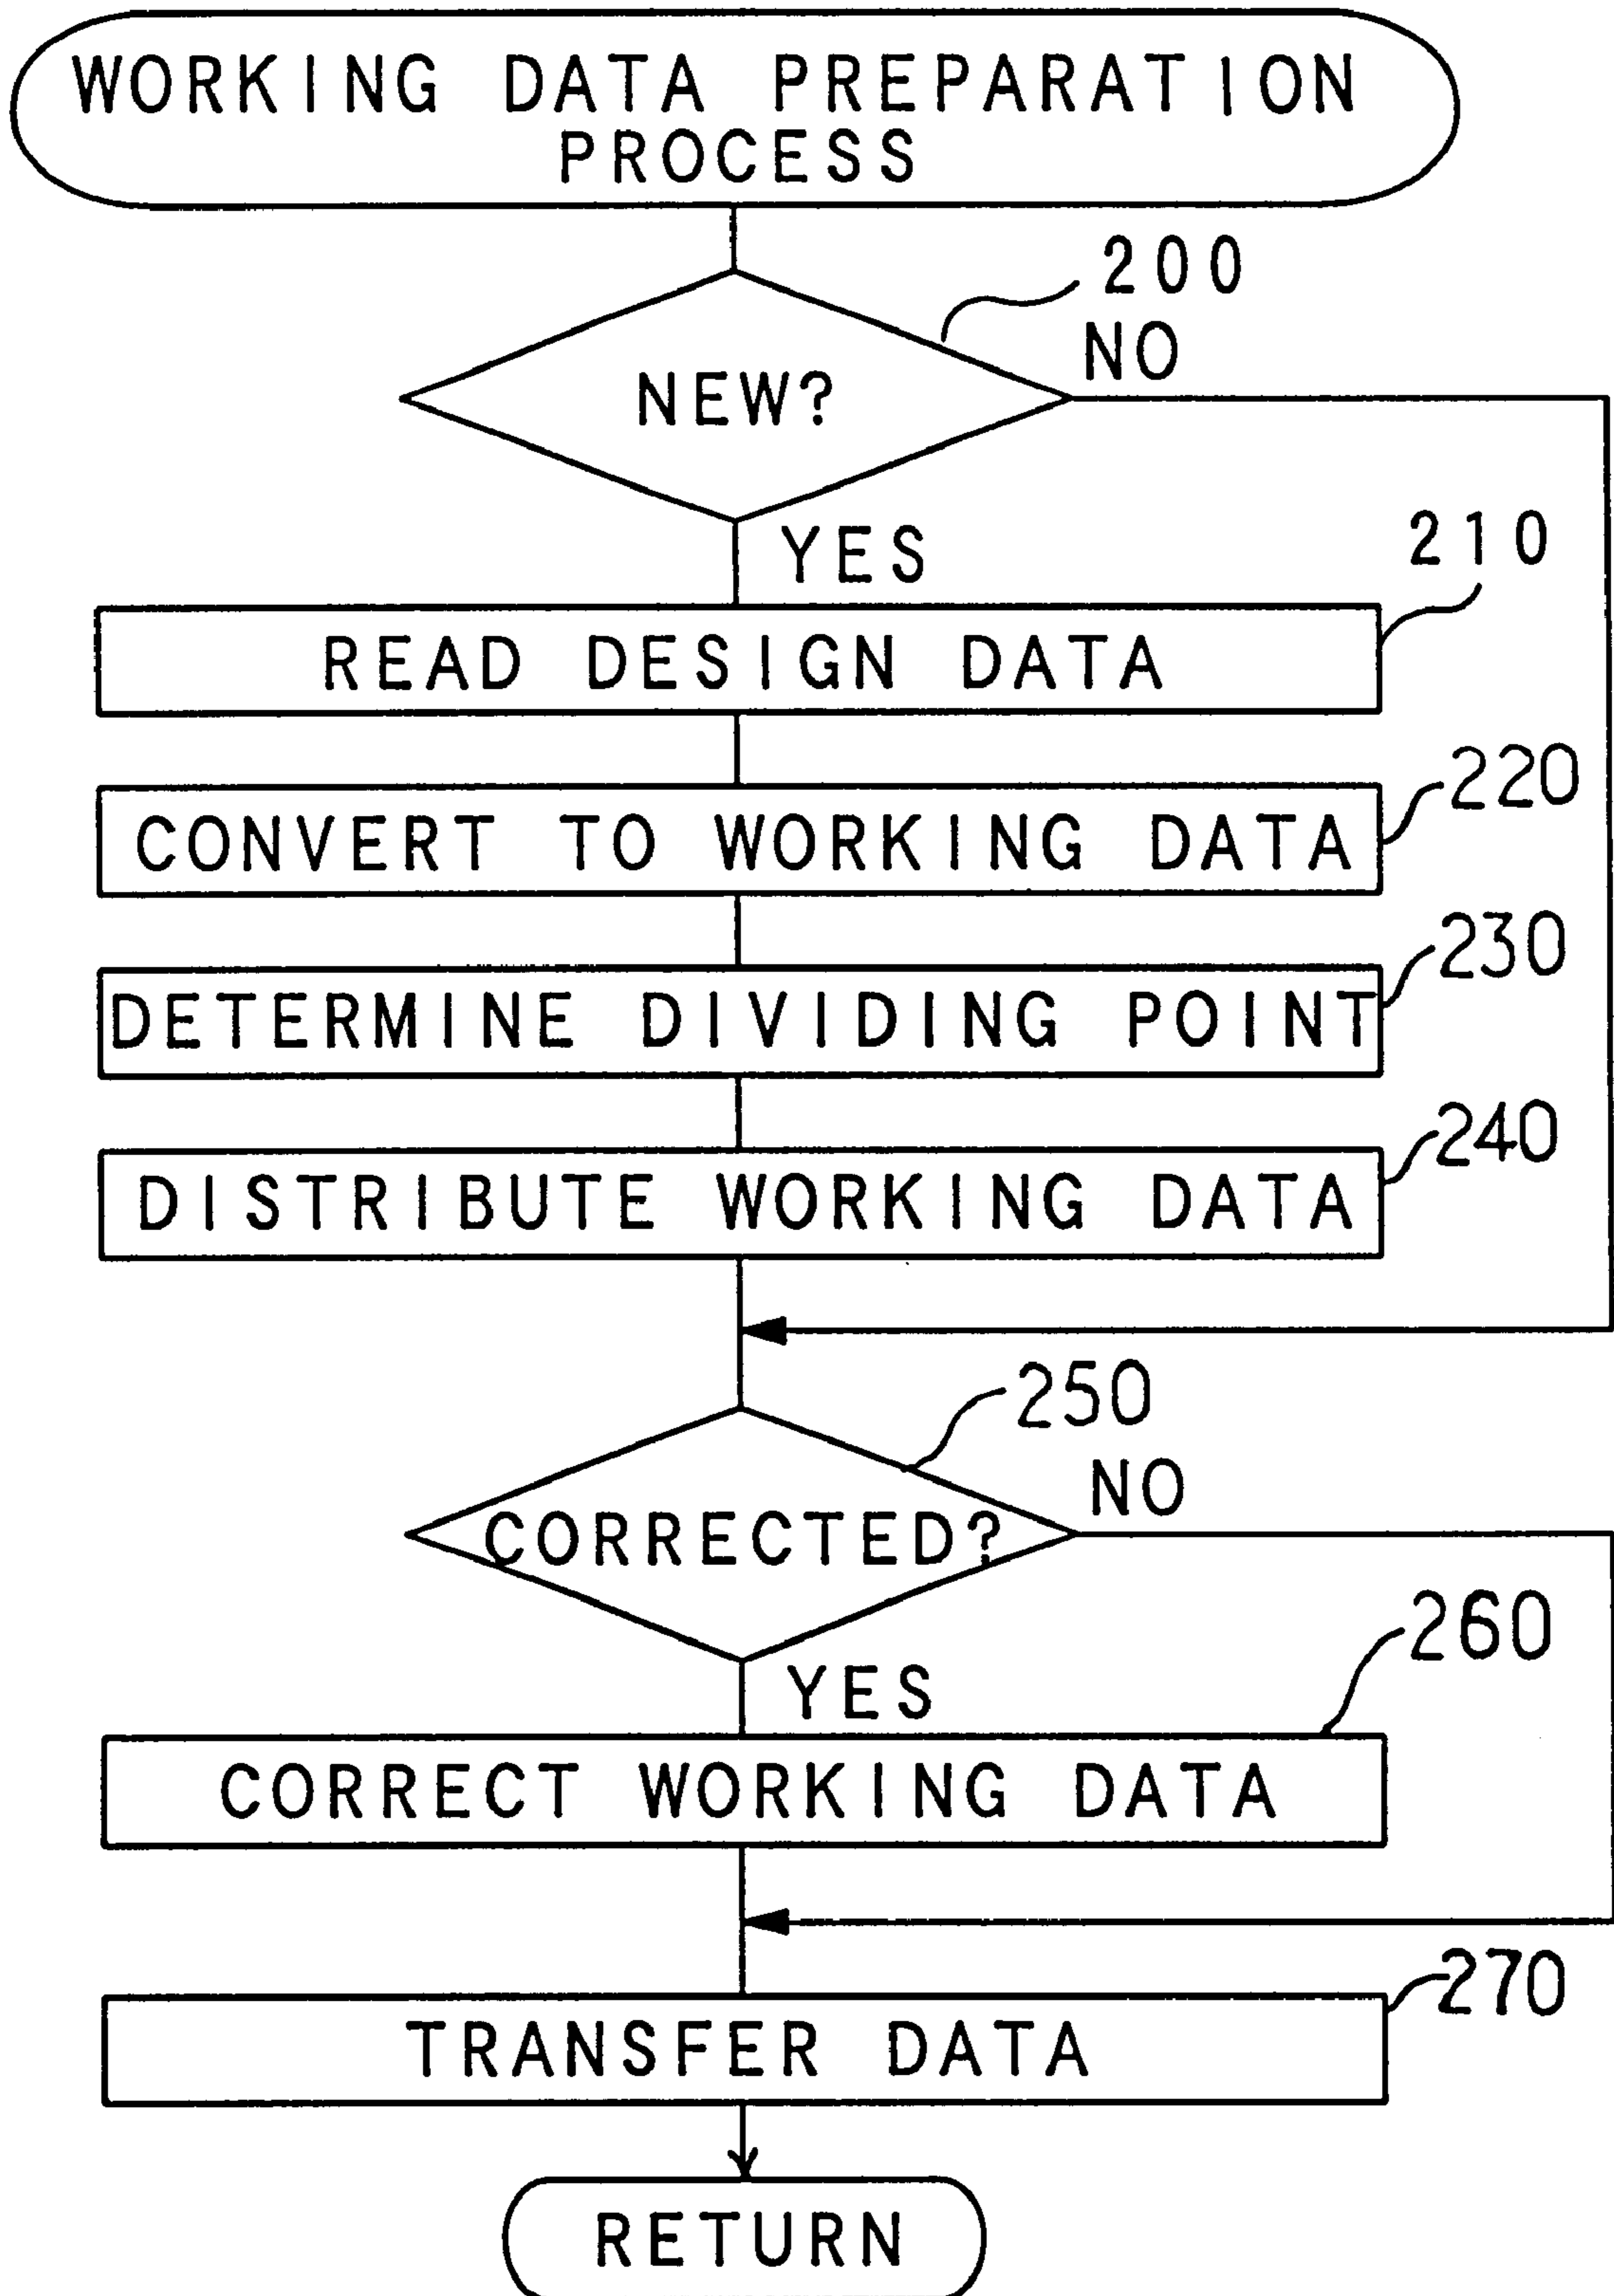 WORKING DATA PREPARATION
PROCESS
200
NEW?
NO
YES
210
READ DESIGN DATA
220
CONVERT TO WORKING DATA
230
DETERMINE DIVIDING POINT
240
DISTRIBUTE WORKING DATA
250
NO
CORRECTED?
260
YES
CORRECT WORKING DATA
270
TRANSFER DATA
RETURN